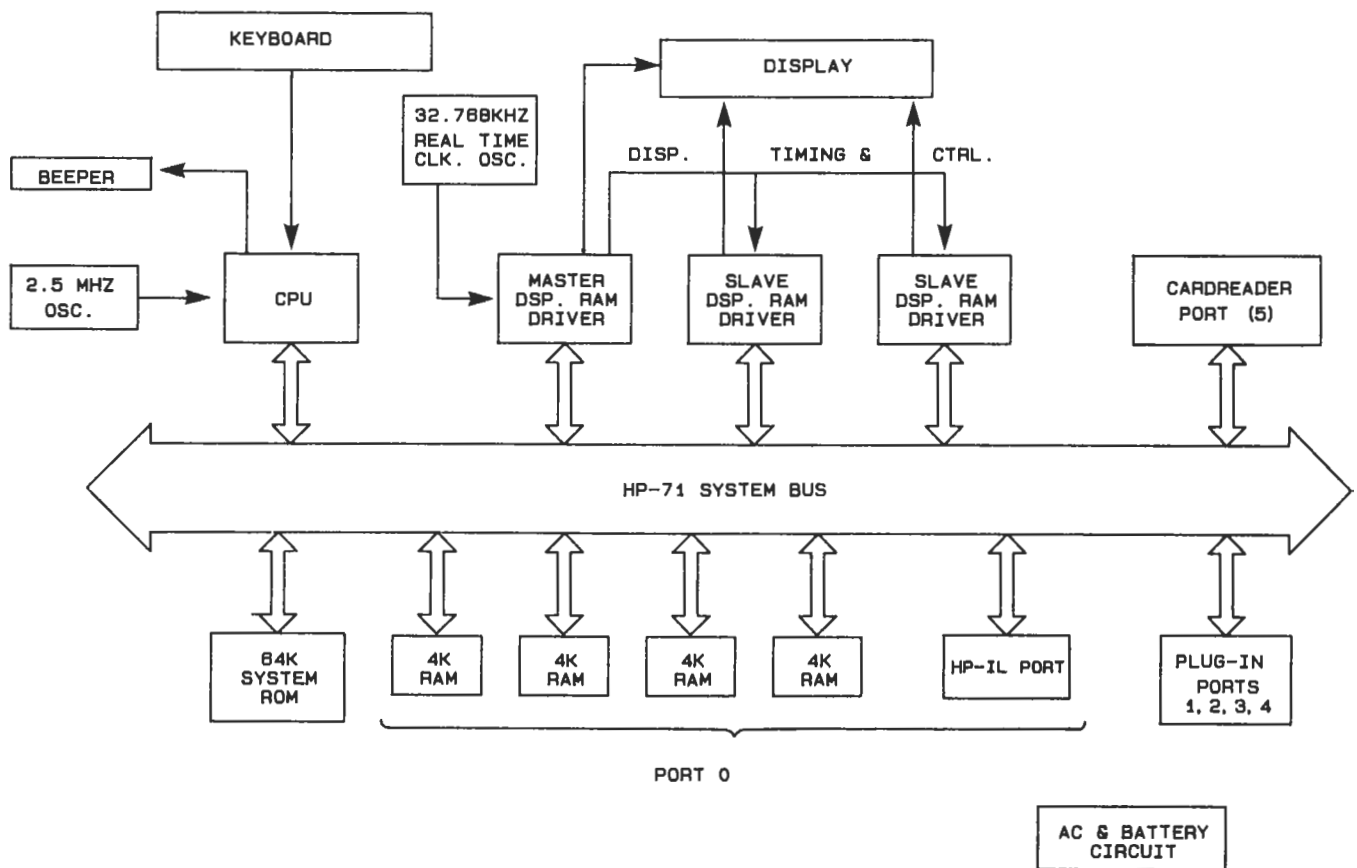 KEYBOARD
DISPLAY
32.768KHZ
REAL TIME
CLK. OSC.
BEEPER
DISP. TIMING & CTRL.
2.5 MHZ
OSC.
CPU
MASTER
DSP. RAM
DRIVER
SLAVE
DSP. RAM
DRIVER
SLAVE
DSP. RAM
DRIVER
CARDREADER
PORT (5)
HP-71 SYSTEM BUS
64K
SYSTEM
ROM
4K
RAM
4K
RAM
4K
RAM
4K
RAM
HP-IL PORT
PLUG-IN
PORTS
1, 2, 3, 4
PORT 0
AC & BATTERY
CIRCUIT